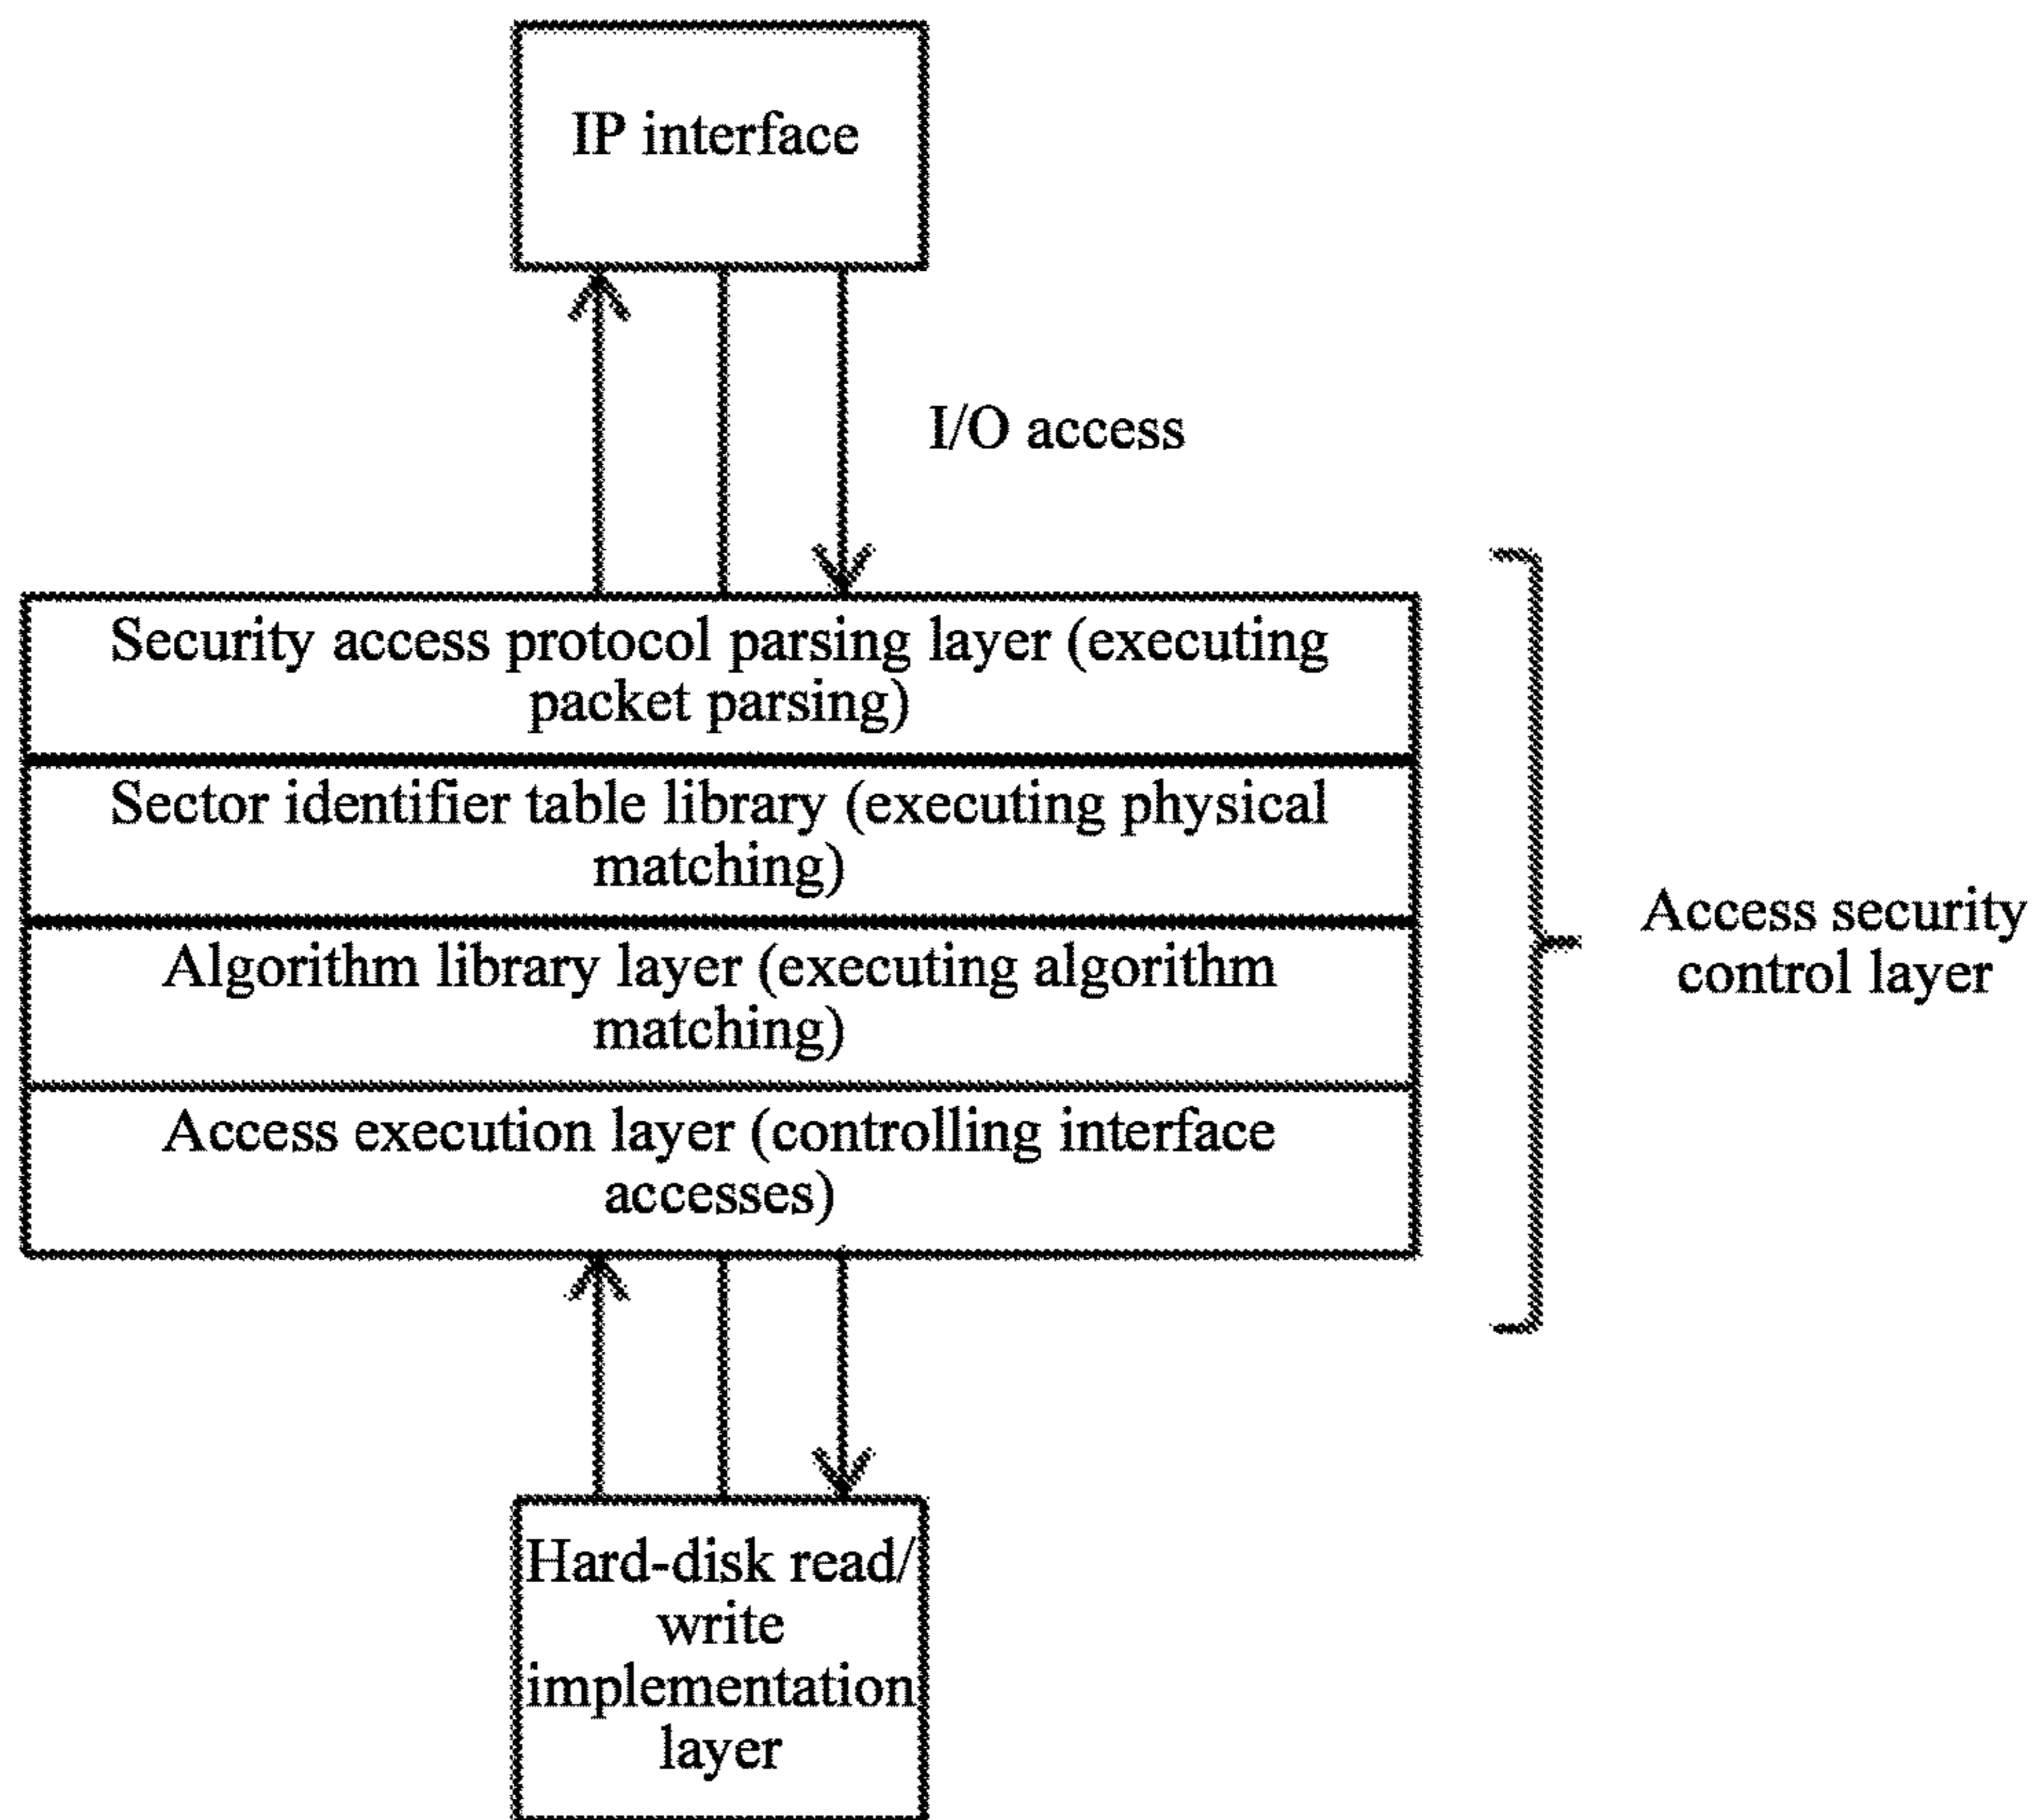 IP interface
I/O access
Security access protocol parsing layer (executing
packet parsing)
Sector identifier table library (executing physical
matching)
Algorithm library layer (executing algorithm
matching)
Access execution layer (controlling interface
accesses)
Access security
control layer
Hard-disk read/
write
implementation
layer